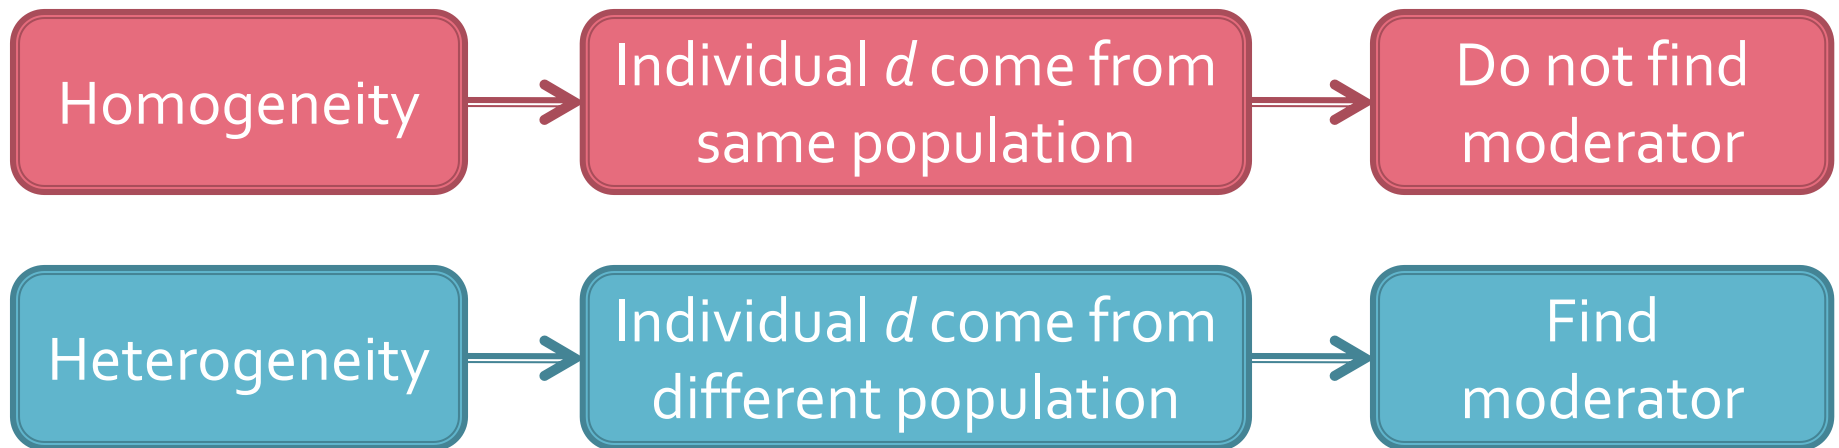 Homogeneity
Individual d come from
same population
Do not find
moderator
Heterogeneity
Individual d come from
different population
Find
moderator